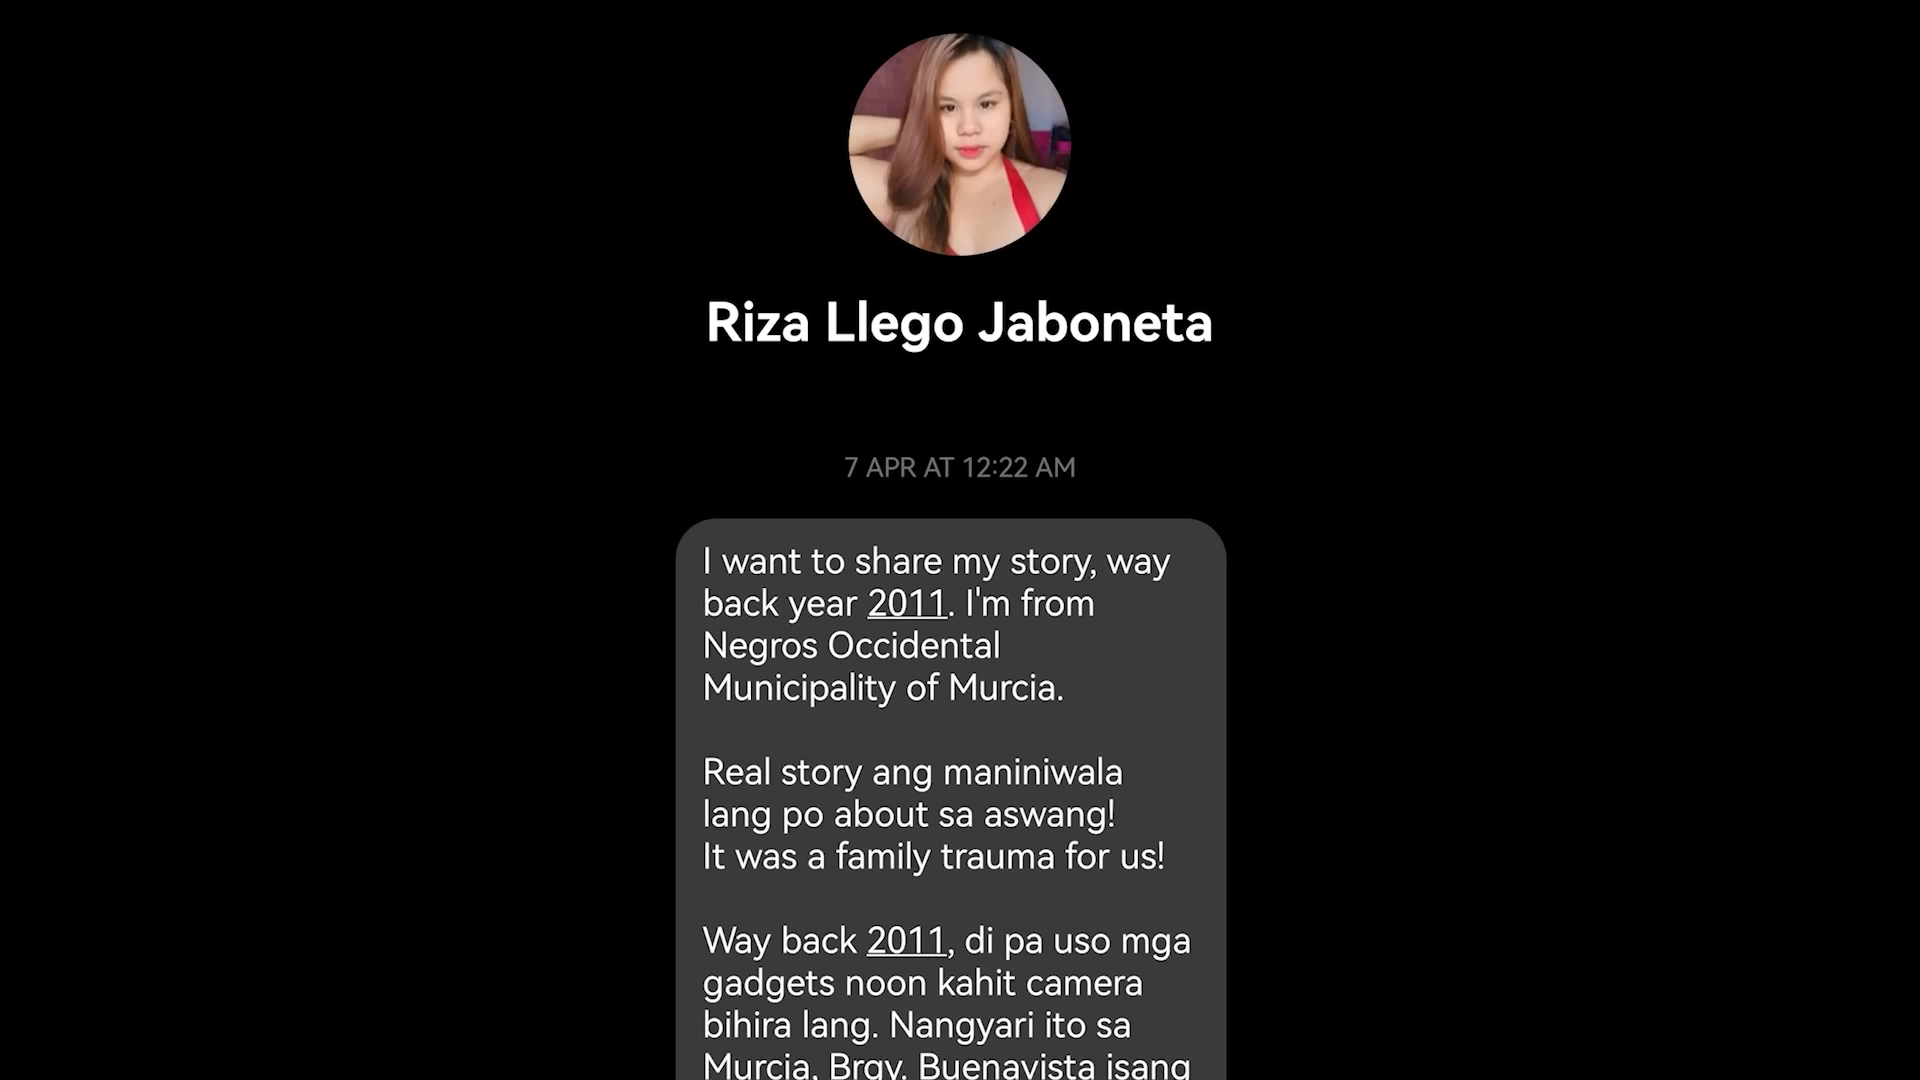 Riza Llego Jaboneta
7 APR AT 12:22 AM
I want to share my story, way
back year 2011. I'm from
Negros Occidental
Municipality of Murcia.
Real story ang maniniwala
lang po about sa aswang!
It was a family trauma for us!
Way back 2011, di pa uso mga
gadgets noon kahit camera
bihira lang. Nangyari ito sa
Murcia, Brgy. Buenavista isang